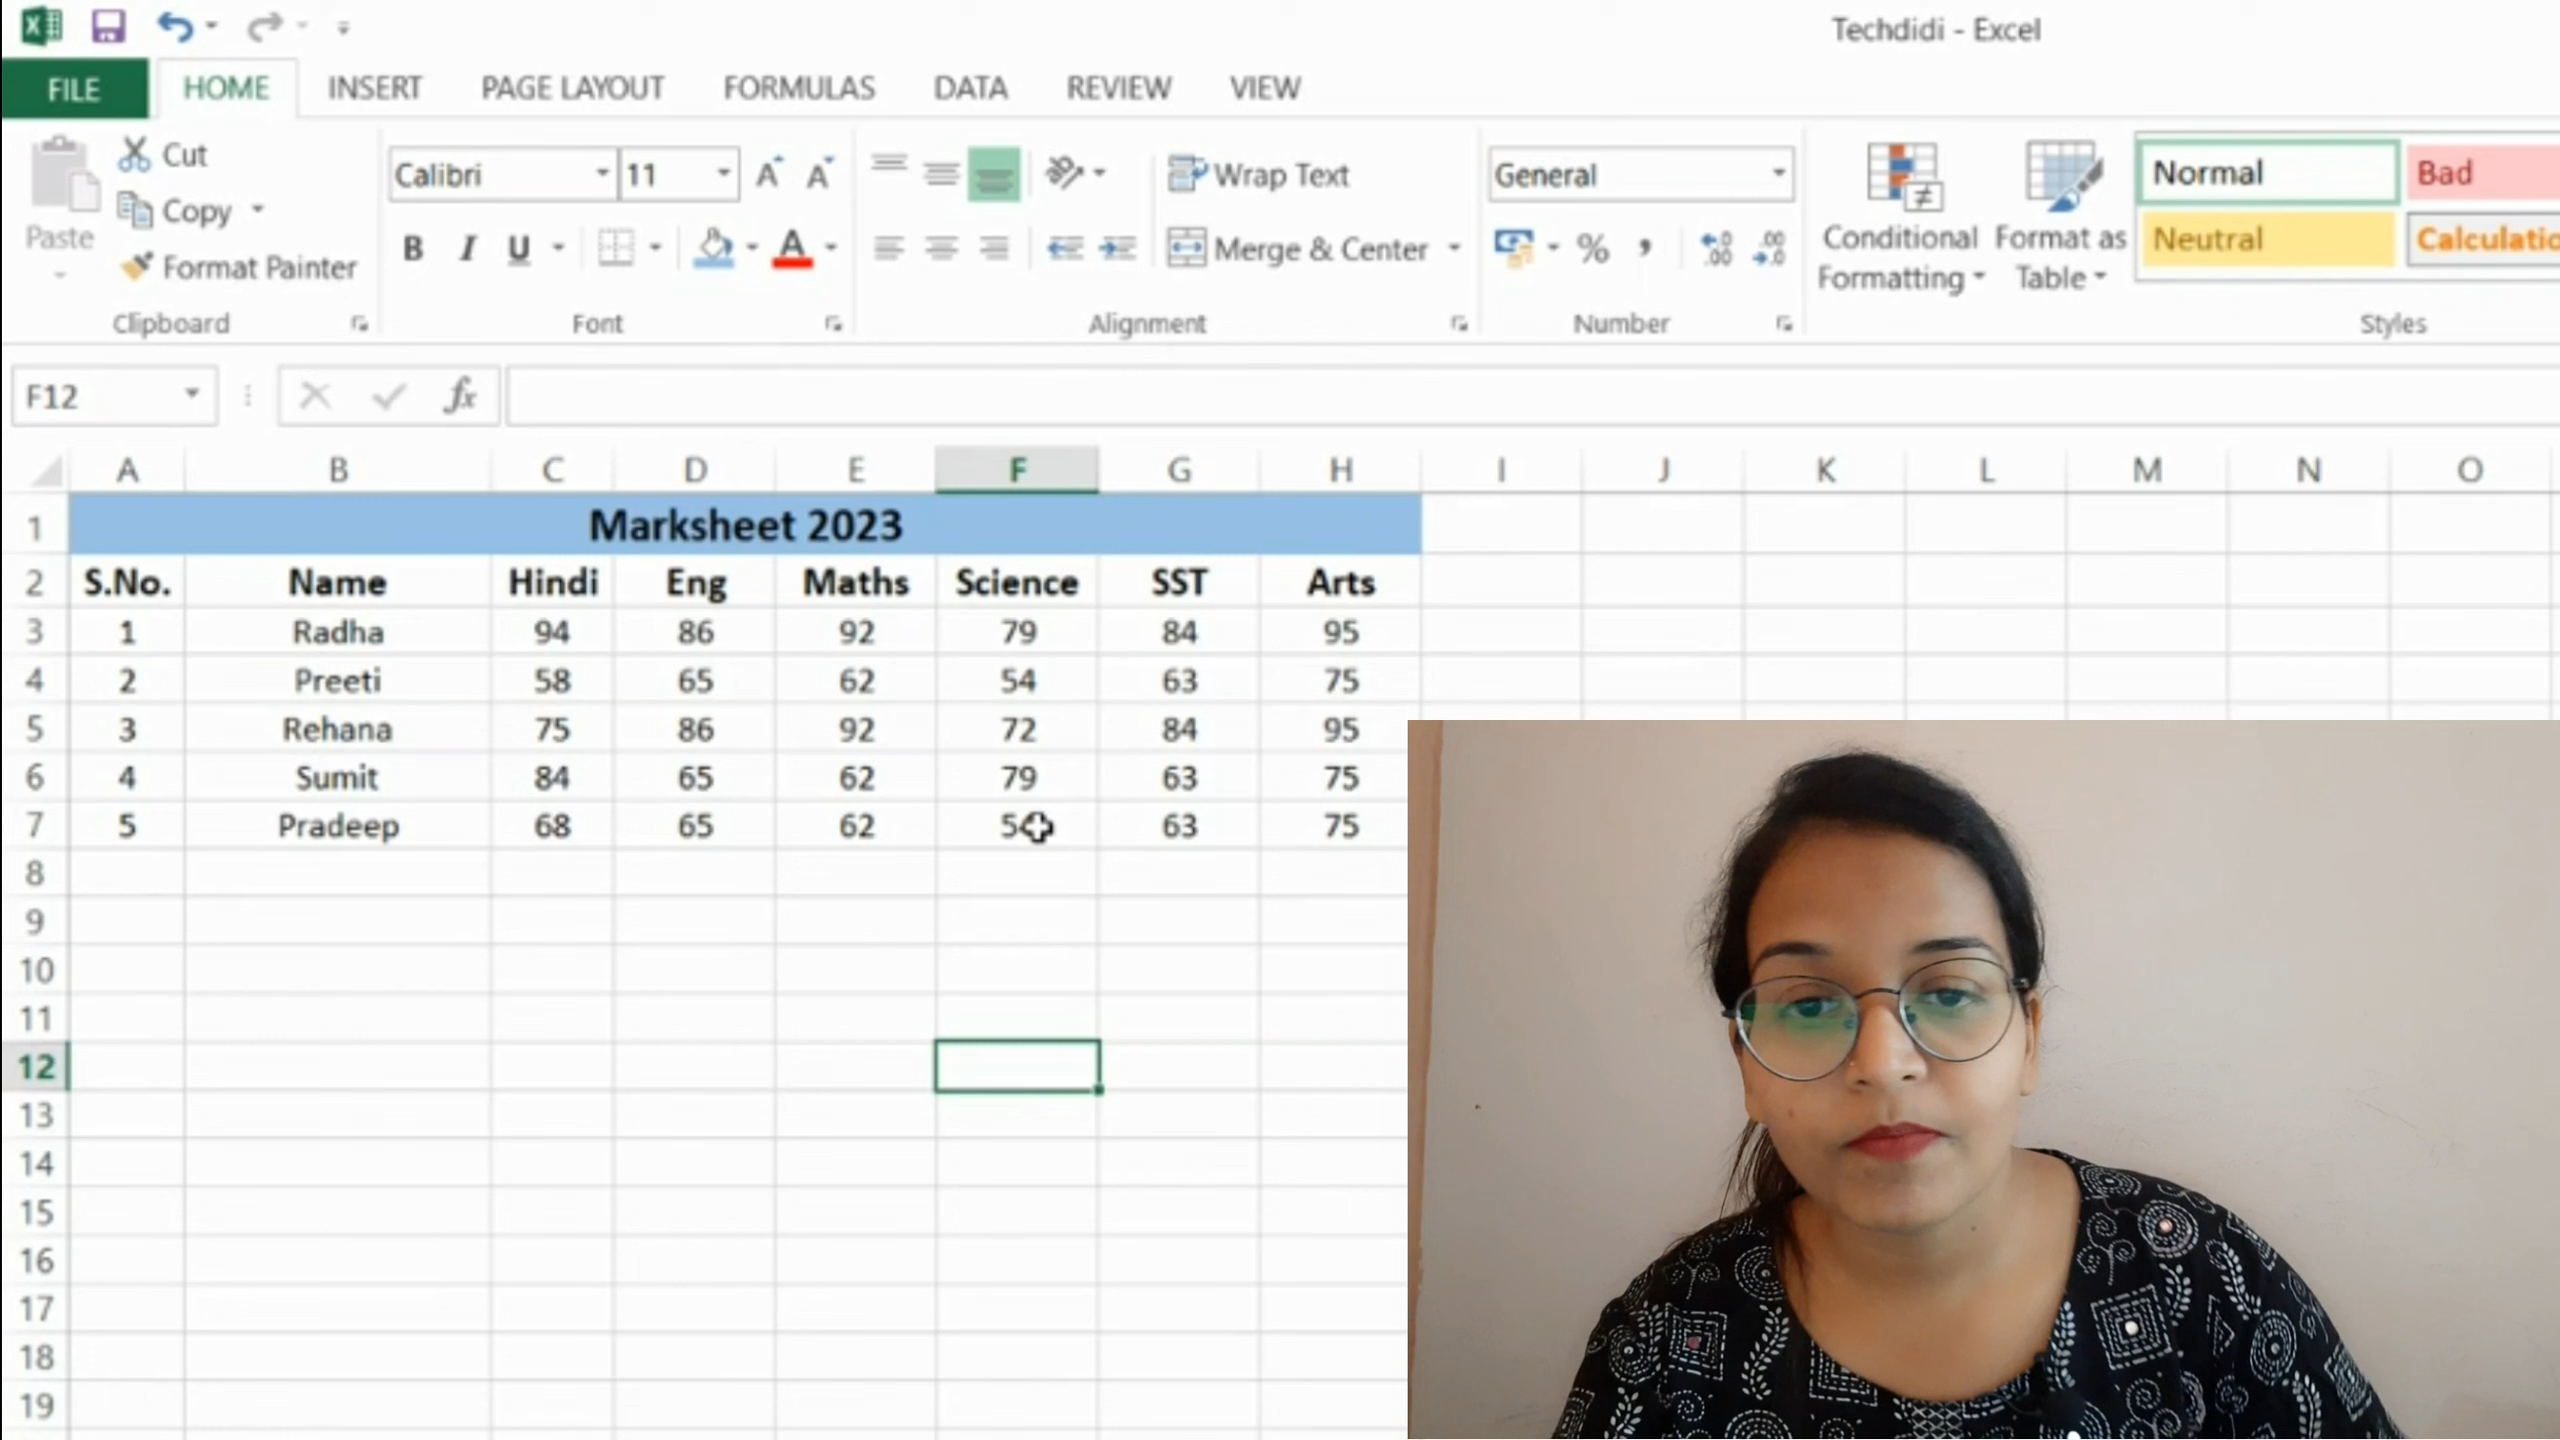 Techdidi - Excel
FILE HOME INSERT PAGE LAYOUT FORMULAS DATA REVIEW VIEW
Cut
Copy
Paste
Format Painter
Clipboard
Calibri 11
B I U A
Font
Wrap Text
Merge & Center
Alignment
General
% ,
Number
Conditional Formatting
Format as Table
Normal Bad
Neutral
Styles
F12 fx
A B C D E F G H I J K L M N O
1 Marksheet 2023
2 S.No. Name Hindi Eng Maths Science SST Arts
3 1 Radha 94 86 92 79 84 95
4 2 Preeti 58 65 62 54 63 75
5 3 Rehana 75 86 92 72 84 95
6 4 Sumit 84 65 62 79 63 75
7 5 Pradeep 68 65 62 63 75
8
9
10
11
12
13
14
15
16
17
18
19